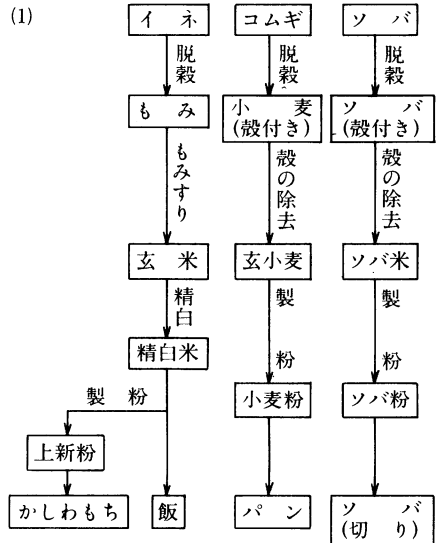 (1)
イネ
コムギ
ソバ
脱穀
脱穀
脱穀
もみ
小麦
(殻付き)
ソバ
(殻付き)
もみすり
殻の除去
殻の除去
玄米
玄小麦
ソバ米
精白
製粉
製粉
精白米
製粉
小麦粉
ソバ粉
上新粉
かしわもち
飯
パン
ソバ
(切り)